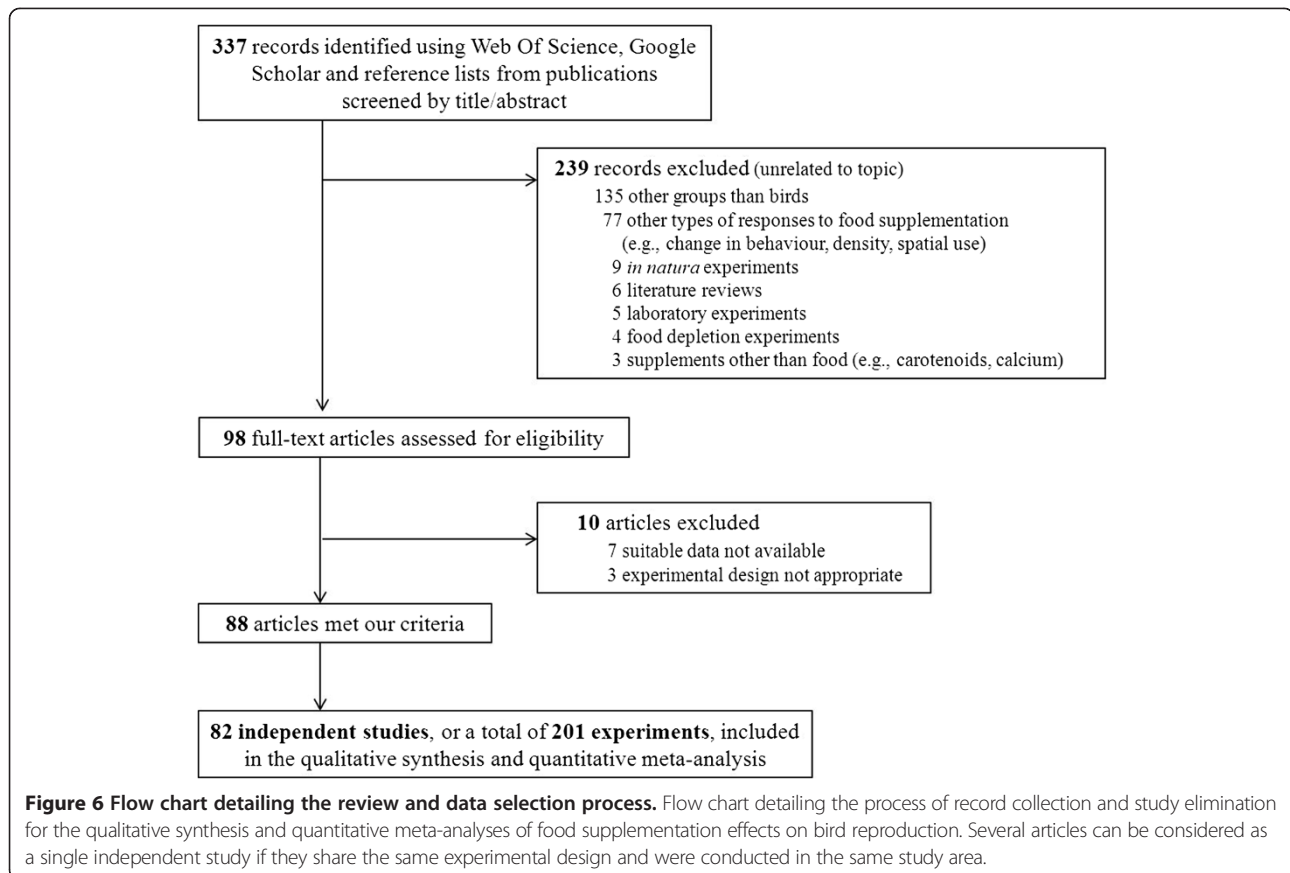 337 records identified using Web Of Science, Google
Scholar and reference lists from publications
screened by title/abstract
239 records excluded (unrelated to topic)
135 other groups than birds
77 other types of responses to food supplementation
(e.g., change in behaviour, density, spatial use)
9 in natura experiments
6 literature reviews
5 laboratory experiments
4 food depletion experiments
3 supplements other than food (e.g., carotenoids, calcium)
98 full-text articles assessed for eligibility
10 articles excluded
7 suitable data not available
3 experimental design not appropriate
88 articles met our criteria
82 independent studies, or a total of 201 experiments, included
in the qualitative synthesis and quantitative meta-analysis
Figure 6 Flow chart detailing the review and data selection process. Flow chart detailing the process of record collection and study elimination
for the qualitative synthesis and quantitative meta-analyses of food supplementation effects on bird reproduction. Several articles can be considered as
a single independent study if they share the same experimental design and were conducted in the same study area.